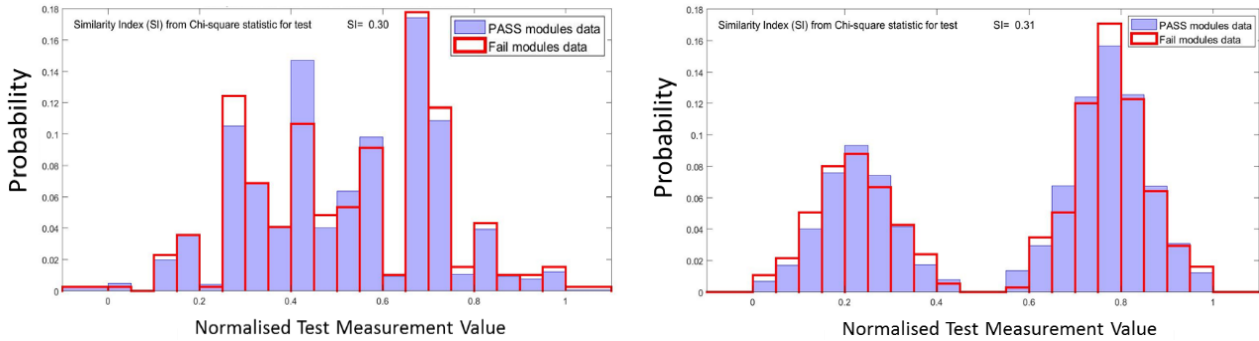 Similarity Index (SI) from Chi-square statistic for test SI= 0.30
PASS modules data
Fail modules data
Probability
0.18
0.16
0.14
0.12
0.1
0.08
0.06
0.04
0.02
0
0 0.2 0.4 0.6 0.8 1
Normalised Test Measurement Value
Similarity Index (SI) from Chi-square statistic for test SI= 0.31
PASS modules data
Fail modules data
Probability
0.18
0.16
0.14
0.12
0.1
0.08
0.06
0.04
0.02
0
0 0.2 0.4 0.6 0.8 1
Normalised Test Measurement Value